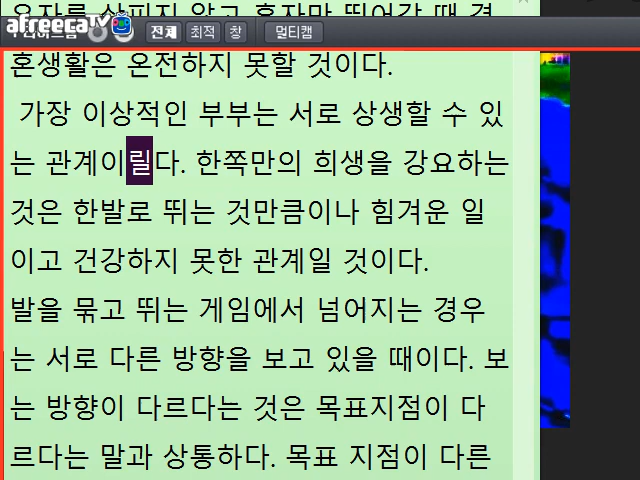 afreecaTV
전체 최적 창 멀티캠
혼생활은 온전하지 못할 것이다.
가장 이상적인 부부는 서로 상생할 수 있
는 관계이릴다. 한쪽만의 희생을 강요하는
것은 한발로 뛰는 것만큼이나 힘겨운 일
이고 건강하지 못한 관계일 것이다.
발을 묶고 뛰는 게임에서 넘어지는 경우
는 서로 다른 방향을 보고 있을 때이다. 보
는 방향이 다르다는 것은 목표지점이 다
르다는 말과 상통하다. 목표 지점이 다른